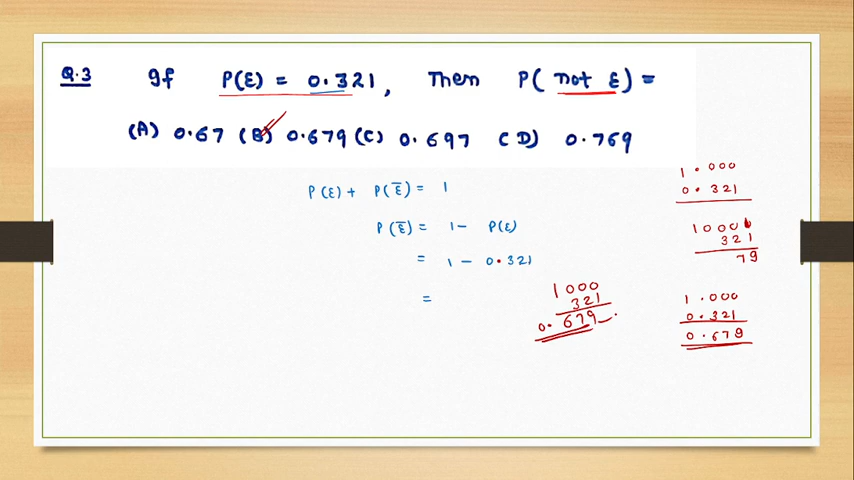 Q.3 If P(E) = 0.321, Then P( not E ) =
(A) 0.67 (B) 0.679 (C) 0.697 (D) 0.769
P(E) + P(E̅) = 1
P(E̅) = 1 - P(E)
= 1 - 0.321
=
1000
321
0.679
1.000
0.321
1000
321
79
1.000
0.321
0.679